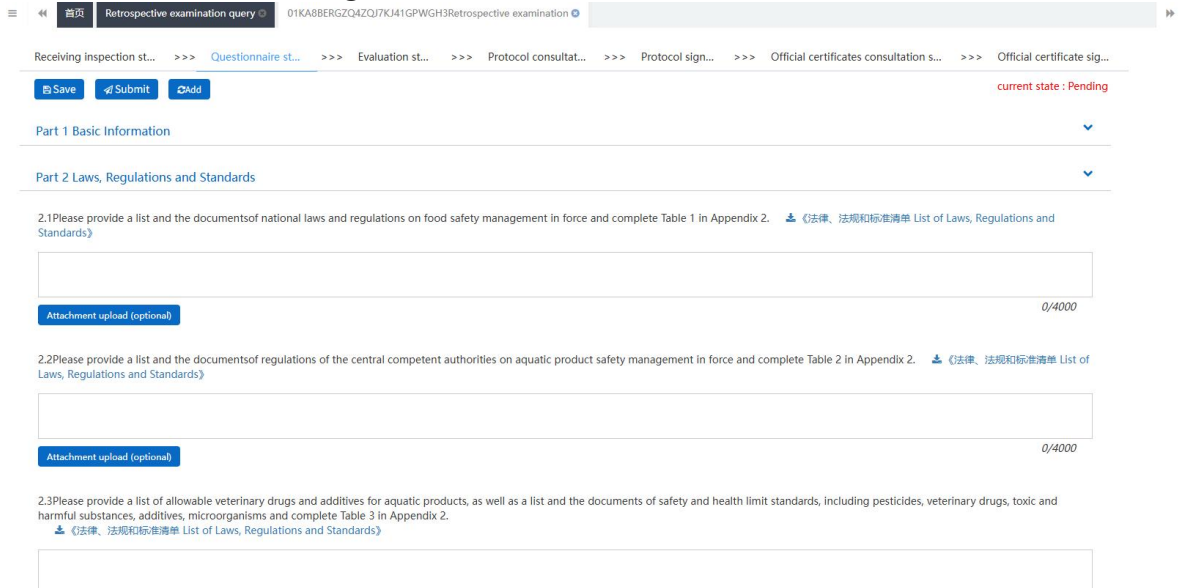 首页 Retrospective examination query 01KA8BERGZQ4ZQJ7KJ41GPWGH3Retrospective examination
Receiving inspection st... >>> Questionnaire st... >>> Evaluation st... >>> Protocol consultat... >>> Protocol sign... >>> Official certificates consultation s... >>> Official certificate sig...
Save Submit Add current state : Pending
Part 1 Basic Information
Part 2 Laws, Regulations and Standards
2.1Please provide a list and the documentsof national laws and regulations on food safety management in force and complete Table 1 in Appendix 2. 《法律、法规和标准清单 List of Laws, Regulations and
Standards》
0/4000
Attachment upload (optional)
2.2Please provide a list and the documentsof regulations of the central competent authorities on aquatic product safety management in force and complete Table 2 in Appendix 2. 《法律、法规和标准清单 List of
Laws, Regulations and Standards》
0/4000
Attachment upload (optional)
2.3Please provide a list of allowable veterinary drugs and additives for aquatic products, as well as a list and the documents of safety and health limit standards, including pesticides, veterinary drugs, toxic and
harmful substances, additives, microorganisms and complete Table 3 in Appendix 2.
《法律、法规和标准清单 List of Laws, Regulations and Standards》